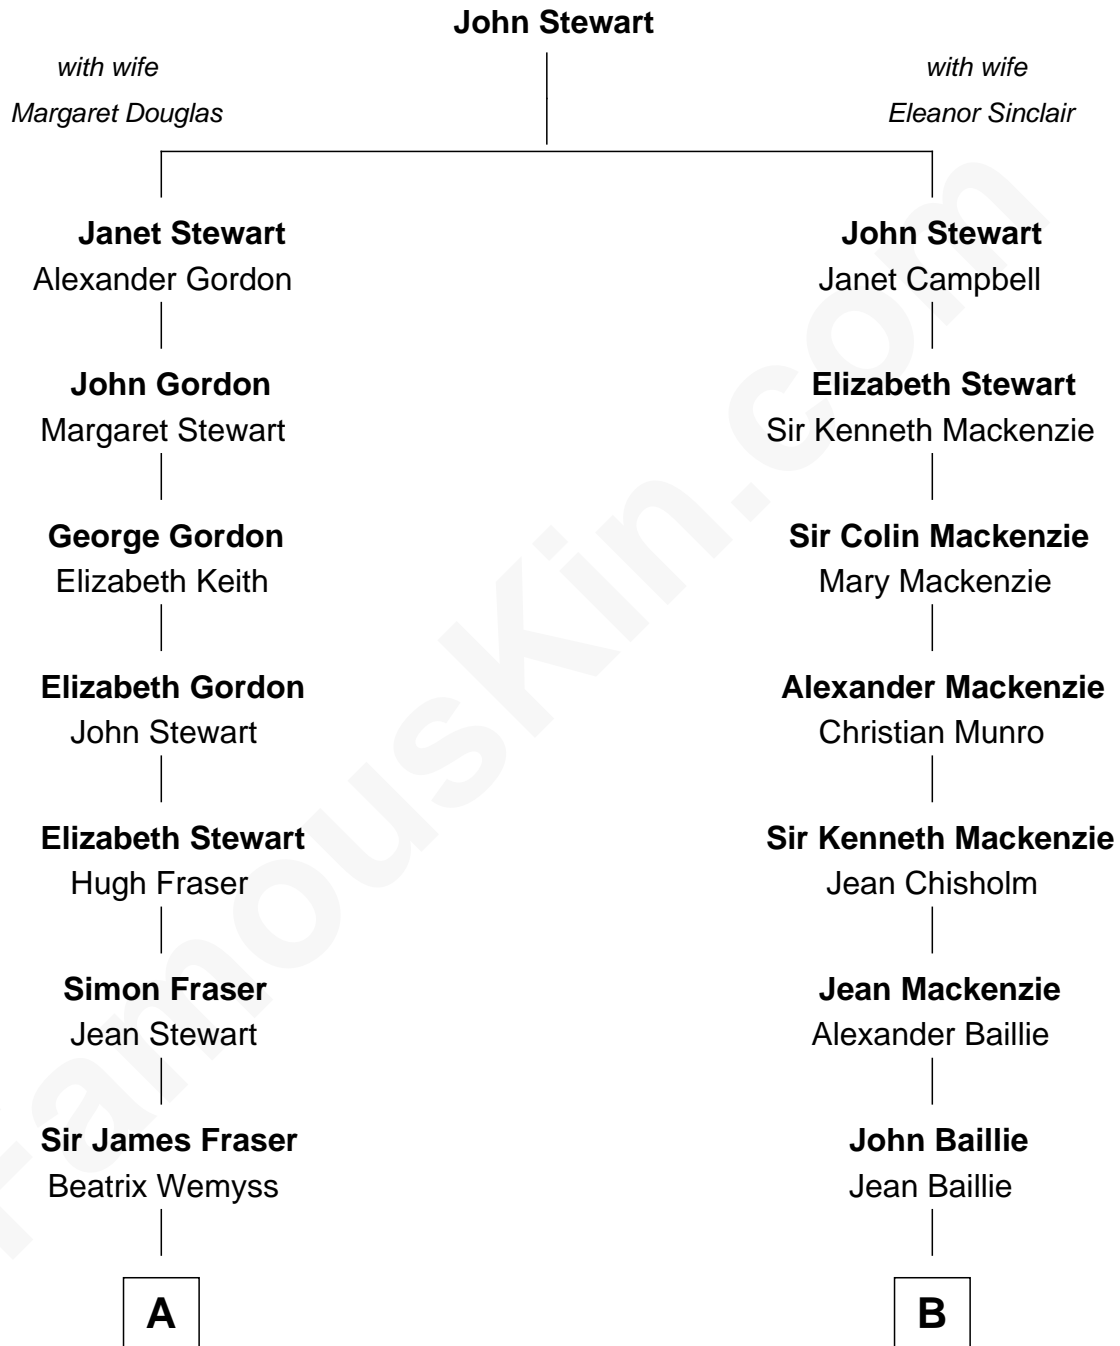 John Stewart
with wife
Margaret Douglas
with wife
Eleanor Sinclair
Janet Stewart
Alexander Gordon
John Stewart
Janet Campbell
John Gordon
Margaret Stewart
Elizabeth Stewart
Sir Kenneth Mackenzie
George Gordon
Elizabeth Keith
Sir Colin Mackenzie
Mary Mackenzie
Elizabeth Gordon
John Stewart
Alexander Mackenzie
Christian Munro
Elizabeth Stewart
Hugh Fraser
Sir Kenneth Mackenzie
Jean Chisholm
Simon Fraser
Jean Stewart
Jean Mackenzie
Alexander Baillie
Sir James Fraser
Beatrix Wemyss
John Baillie
Jean Baillie
A
B
FamousKin.com